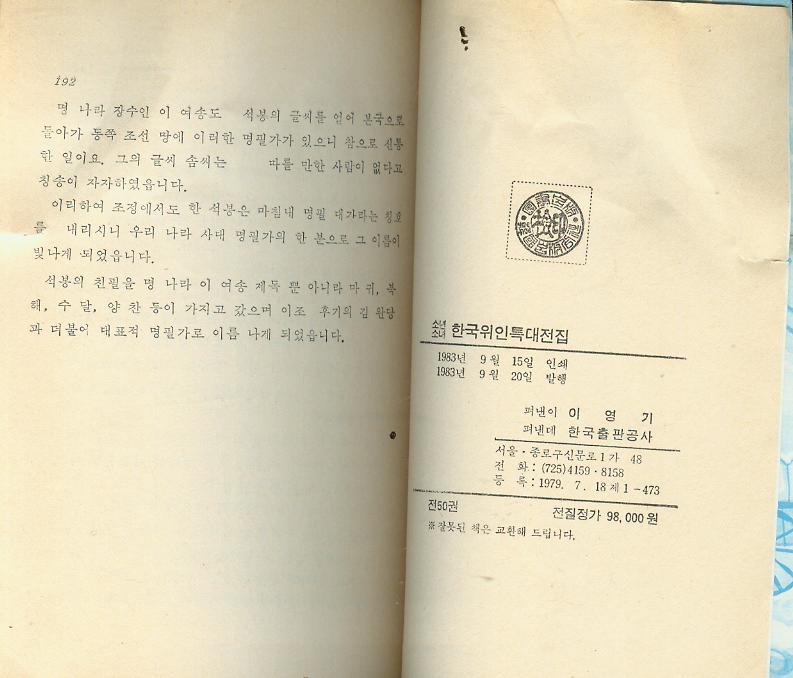 192
명 나라 장수인 이 여송도 석봉의 글씨를 얻어 본국으로
돌아가 동쪽 조선 땅에 이러한 명필가가 있으니 참으로 신통
한 일이요. 그의 글씨 솜씨는 따를 만한 사람이 없다고
칭송이 자자하였읍니다.
이리하여 조정에서도 한 석봉은 마침내 명필 대가라는 칭호
를 내리시니 우리 나라 사대 명필가의 한 분으로 그 이름이
빛나게 되었읍니다.
석봉의 친필을 명 나라 이 여송 제독 뿐 아니라 마 귀, 북
해, 수 달, 양 찬 등이 가지고 갔으며 이조 후기의 김 완당
과 더불어 대표적 명필가로 이름 나게 되었읍니다.
소년
소녀 한국위인특대전집
1983년 9월 15일 인쇄
1983년 9월 20일 발행
펴낸이 이 영 기
펴낸데 한국출판공사
서울·종로구신문로1가 48
전 화: (725)4159·8158
등 록: 1979. 7. 18 제1-473
전50권 전질정가 98,000원
※잘못된 책은 교환해 드립니다.